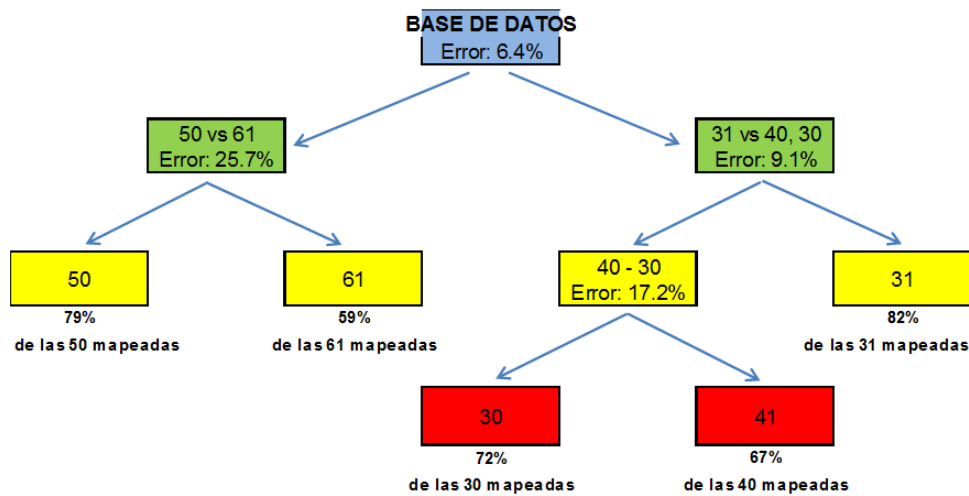 BASE DE DATOS
Error: 6.4%
50 vs 61
Error: 25.7%
31 vs 40, 30
Error: 9.1%
50
61
40 - 30
Error: 17.2%
31
79%
de las 50 mapeadas
59%
de las 61 mapeadas
82%
de las 31 mapeadas
30
41
72%
de las 30 mapeadas
67%
de las 40 mapeadas